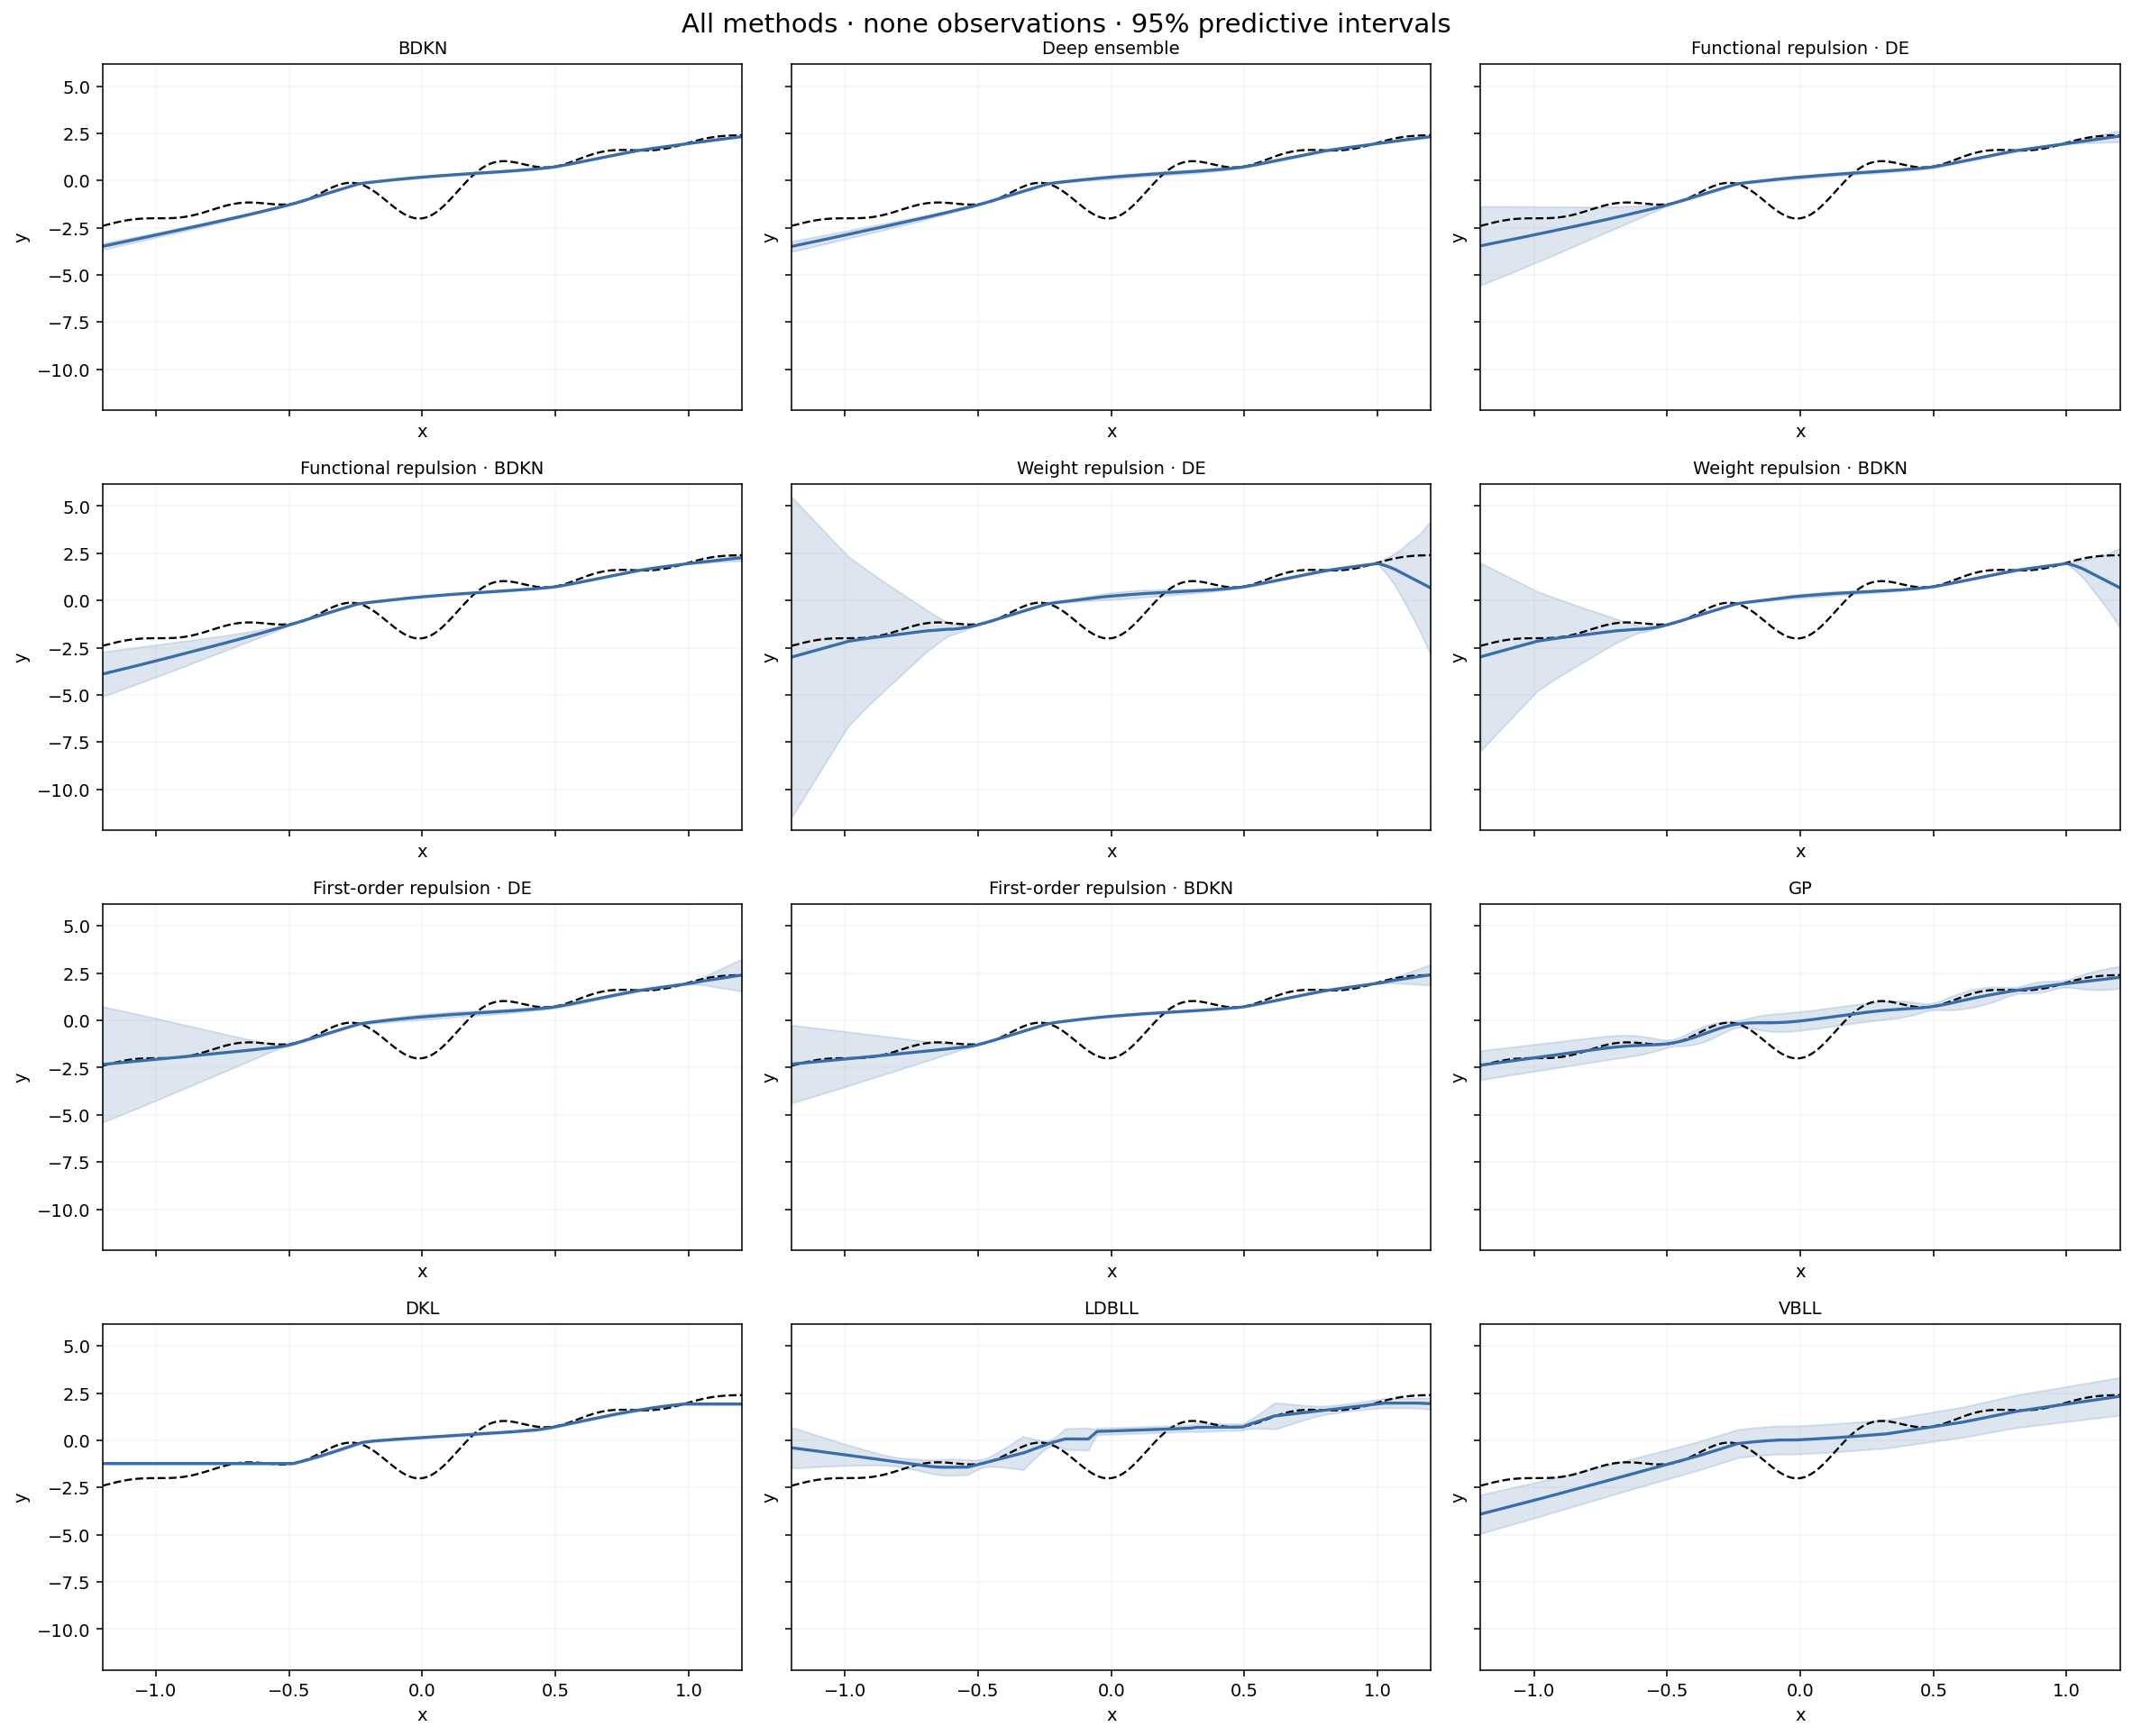 All methods · none observations · 95% predictive intervals
BDKN
Deep ensemble
Functional repulsion · DE
5.0
2.5
0.0
−2.5
−5.0
−7.5
−10.0
y
y
y
x
x
x
Functional repulsion · BDKN
Weight repulsion · DE
Weight repulsion · BDKN
5.0
2.5
0.0
−2.5
−5.0
−7.5
−10.0
y
y
y
x
x
x
First-order repulsion · DE
First-order repulsion · BDKN
GP
5.0
2.5
0.0
−2.5
−5.0
−7.5
−10.0
y
y
y
x
x
x
DKL
LDBLL
VBLL
5.0
2.5
0.0
−2.5
−5.0
−7.5
−10.0
y
y
y
−1.0 −0.5 0.0 0.5 1.0
−1.0 −0.5 0.0 0.5 1.0
−1.0 −0.5 0.0 0.5 1.0
x
x
x